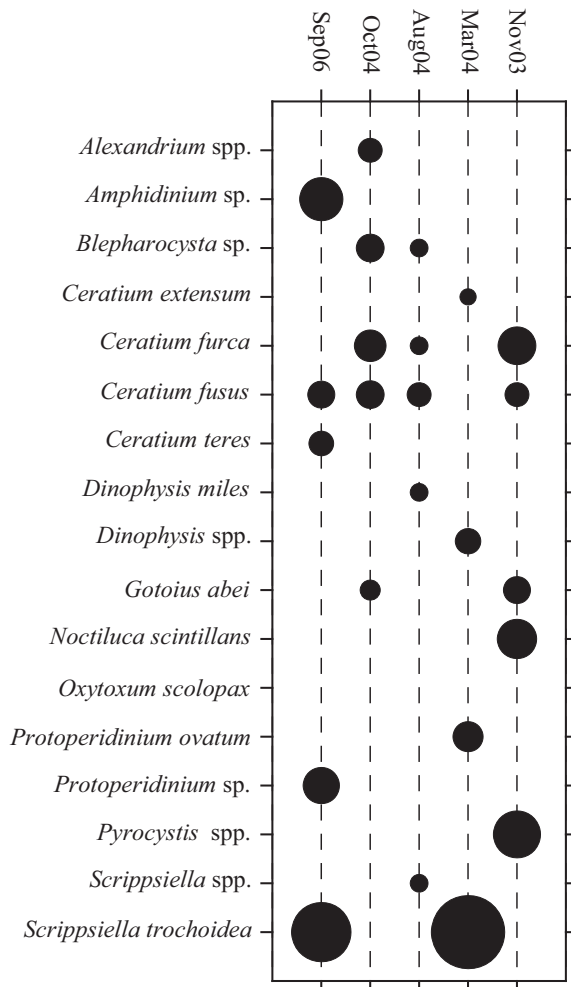 Sep06 Oct04 Aug04 Mar04 Nov03
Alexandrium spp.
Amphidinium sp.
Blepharocysta sp.
Ceratium extensum
Ceratium furca
Ceratium fusus
Ceratium teres
Dinophysis miles
Dinophysis spp.
Gotoius abei
Noctiluca scintillans
Oxytoxum scolopax
Protoperidinium ovatum
Protoperidinium sp.
Pyrocystis spp.
Scrippsiella spp.
Scrippsiella trochoidea